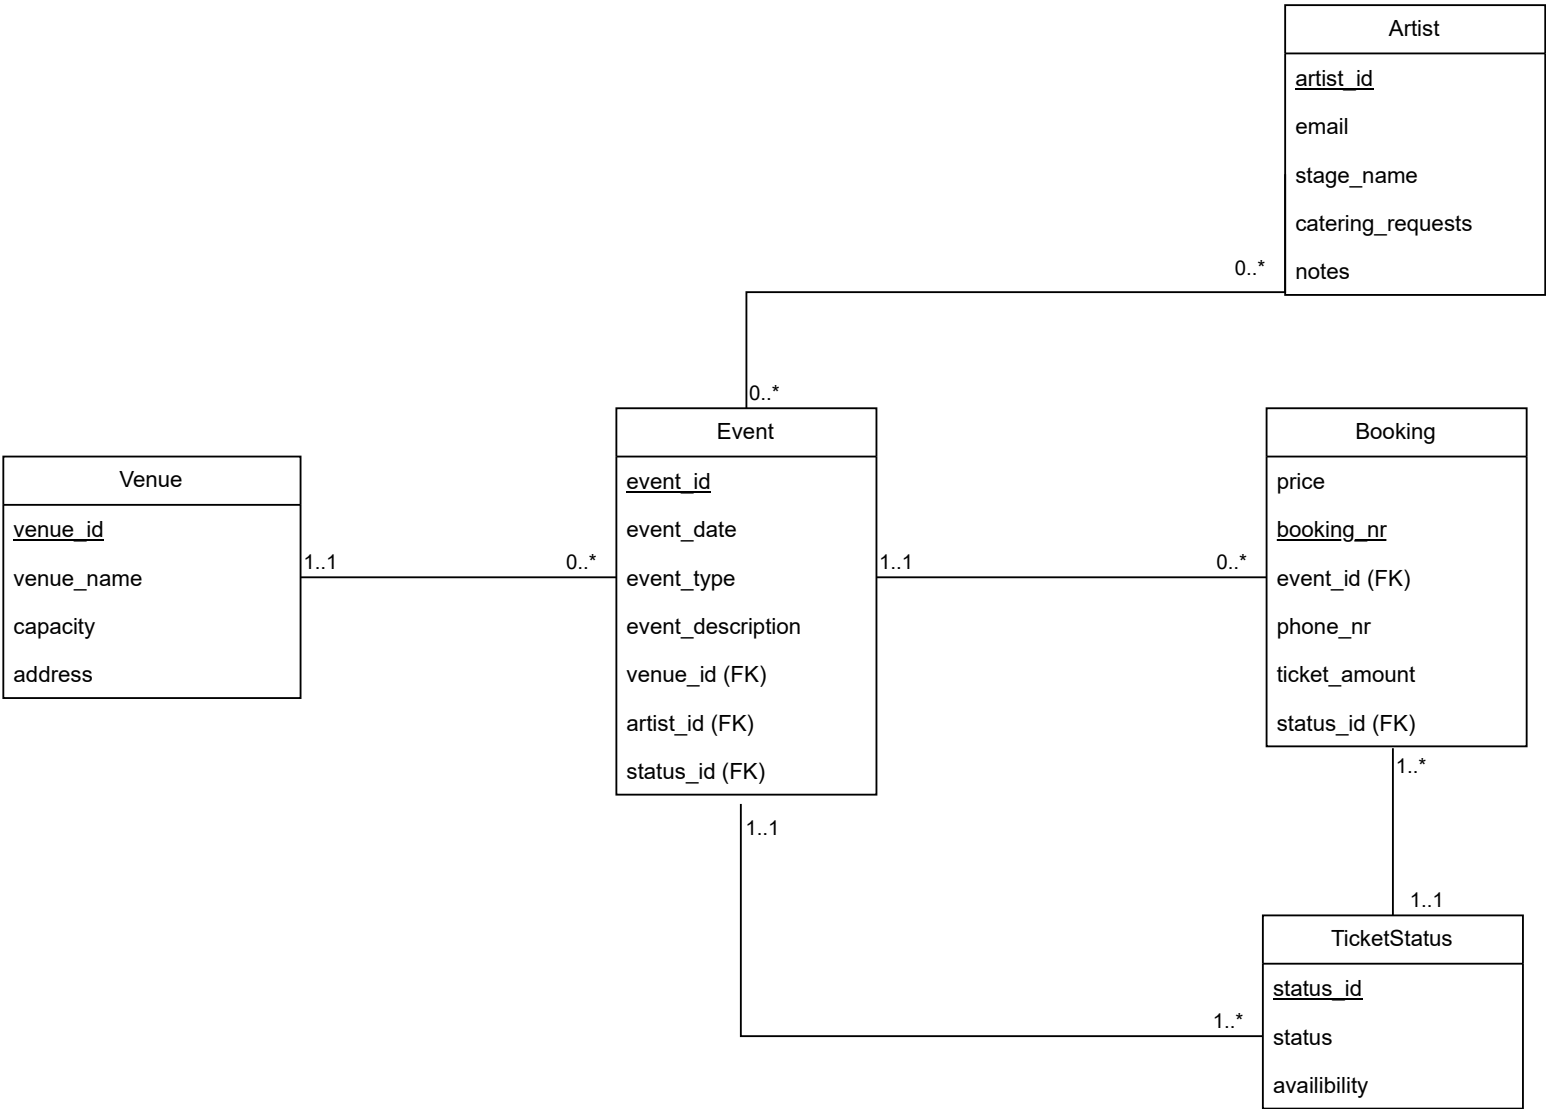 Artist
artist_id
email
stage_name
catering_requests
notes
0..*
0..*
Event
event_id
event_date
event_type
event_description
venue_id (FK)
artist_id (FK)
status_id (FK)
Venue
venue_id
venue_name
capacity
address
1..1
0..*
1..1
0..*
Booking
price
booking_nr
event_id (FK)
phone_nr
ticket_amount
status_id (FK)
1..*
1..1
1..1
1..*
TicketStatus
status_id
status
availibility